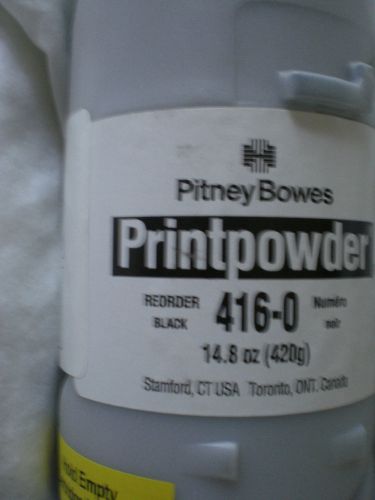 Pitney Bowes
Printpowder
REORDER 416-0 Numéro
BLACK noir
14.8 oz (420g)
Stamford, CT USA Toronto, ONT. Canada
Empty